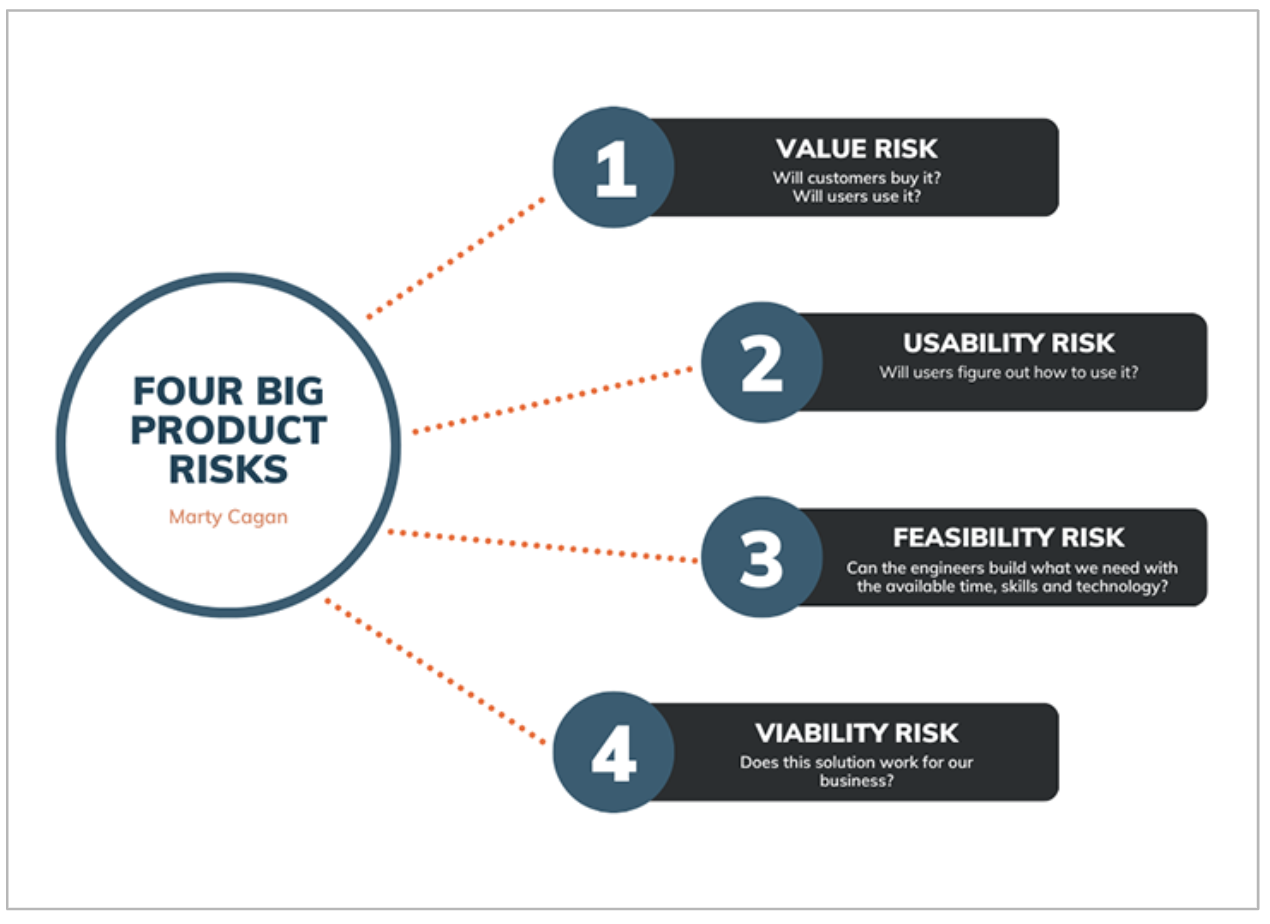 FOUR BIG
PRODUCT
RISKS
Marty Cagan
1
VALUE RISK
Will customers buy it?
Will users use it?
2
USABILITY RISK
Will users figure out how to use it?
3
FEASIBILITY RISK
Can the engineers build what we need with
the available time, skills and technology?
4
VIABILITY RISK
Does this solution work for our
business?